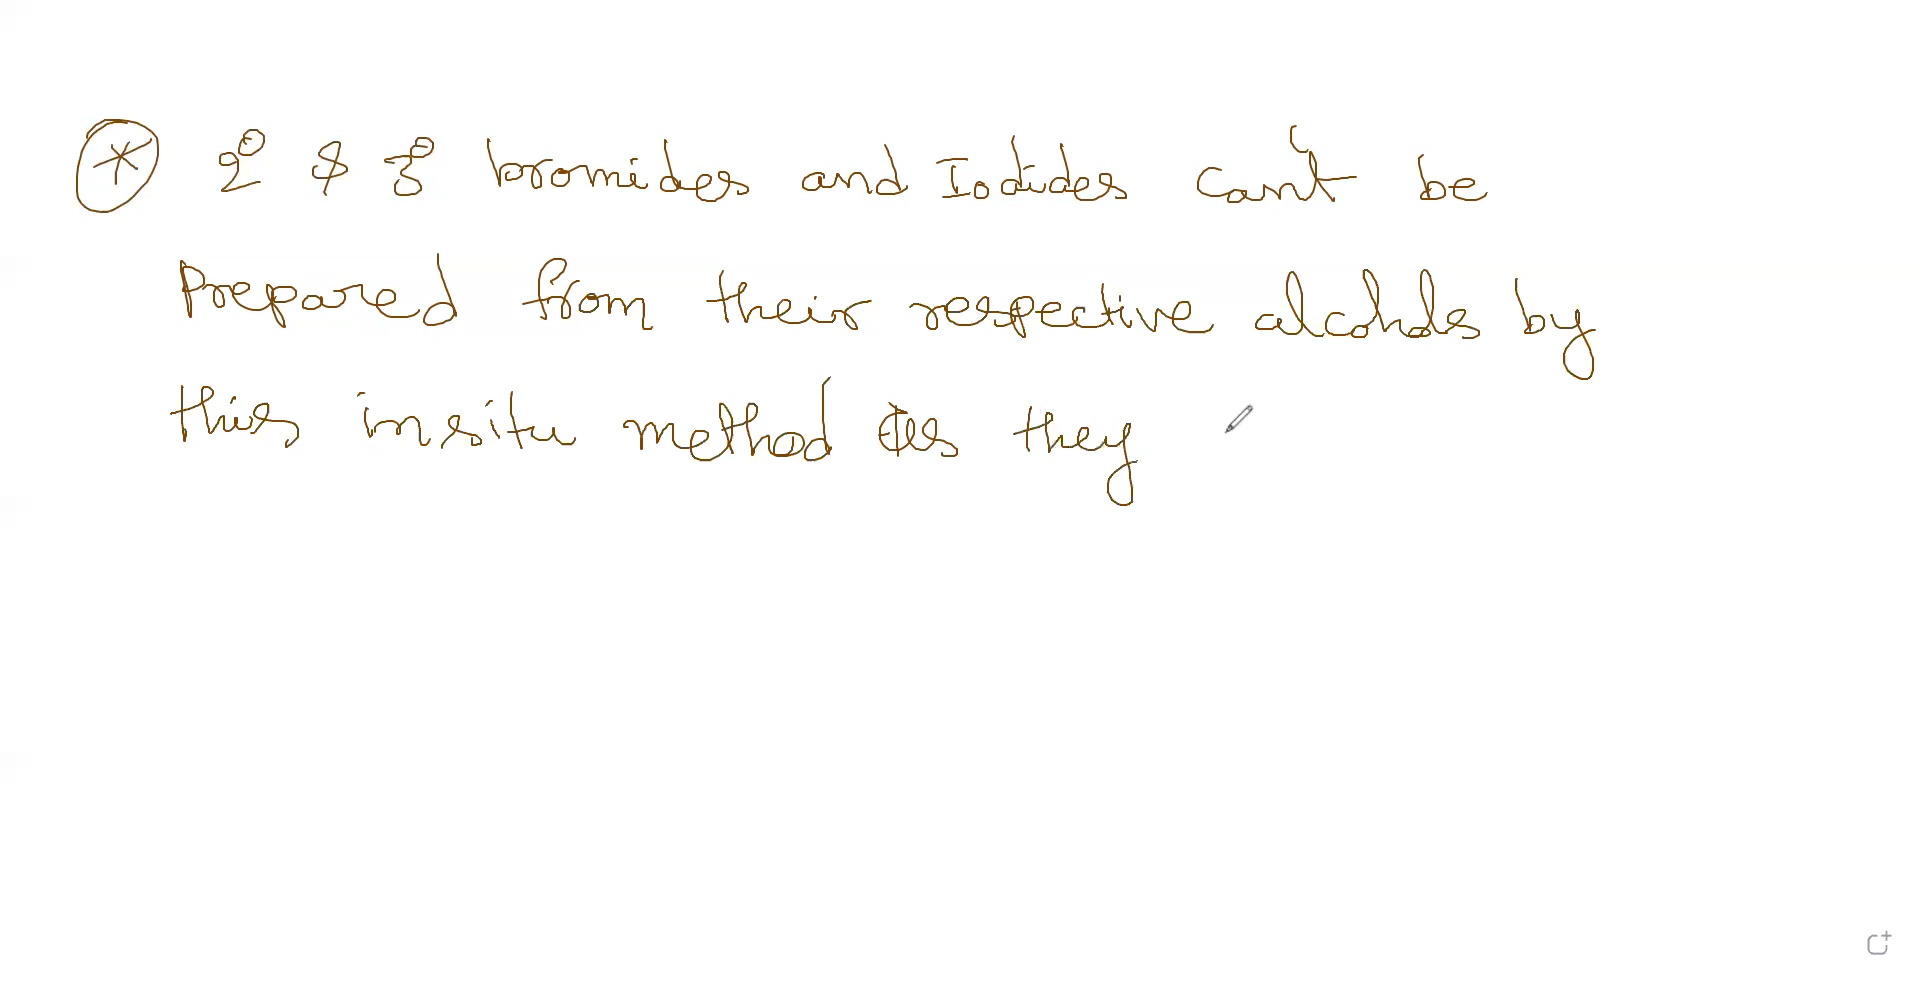 * 2° & 3° bromides and Iodides can't be
Prepared from their respective alcohols by
this insitu method as they